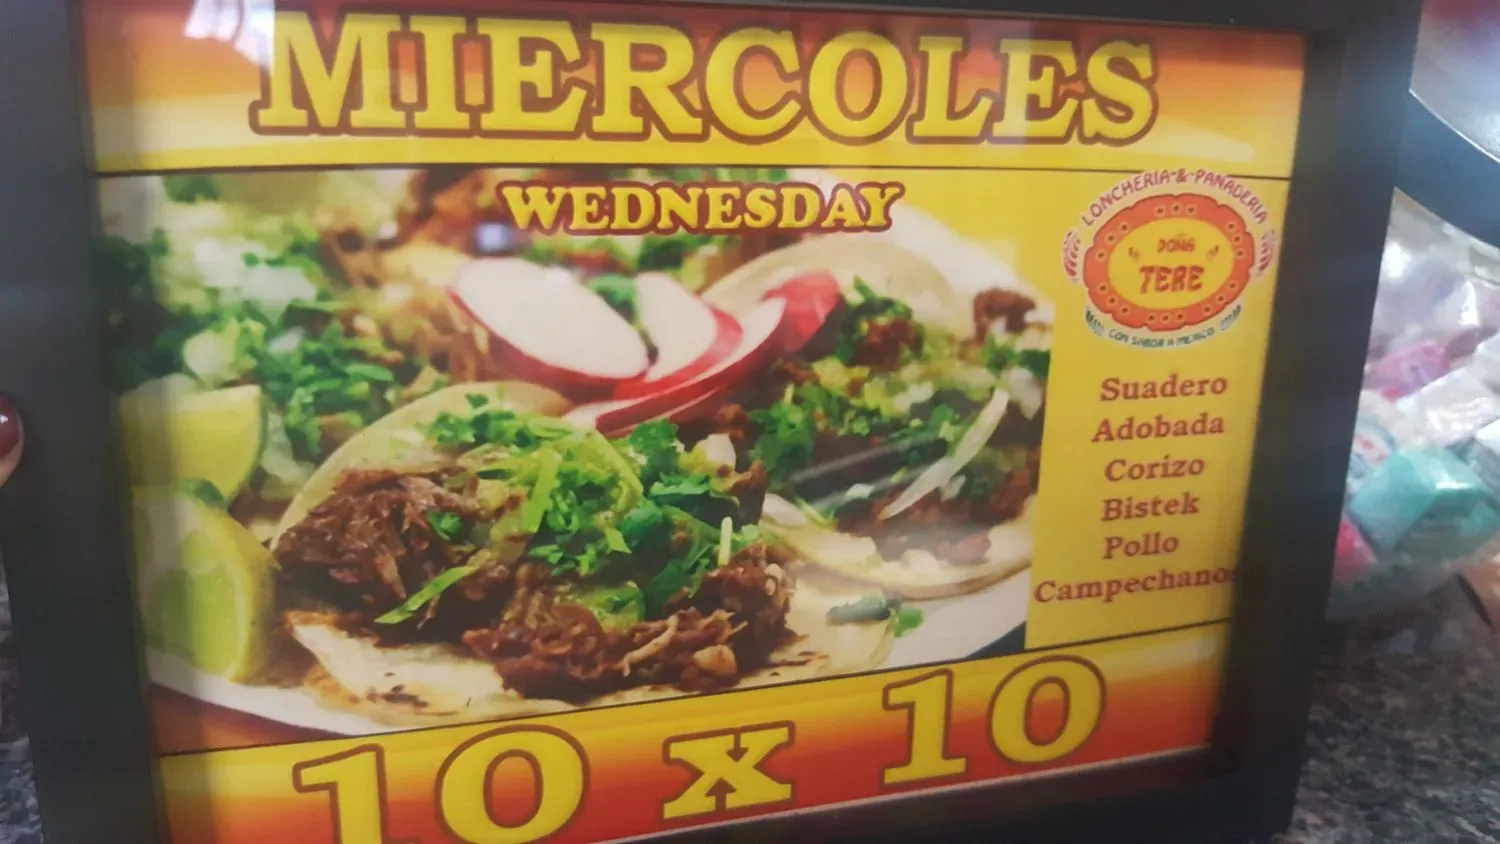 MIERCOLES
WEDNESDAY
LONCHERIA & PANADERIA
DOÑA
TERE
CON SABOR A MEXICO
Suadero
Adobada
Corizo
Bistek
Pollo
Campechano
10 x 10